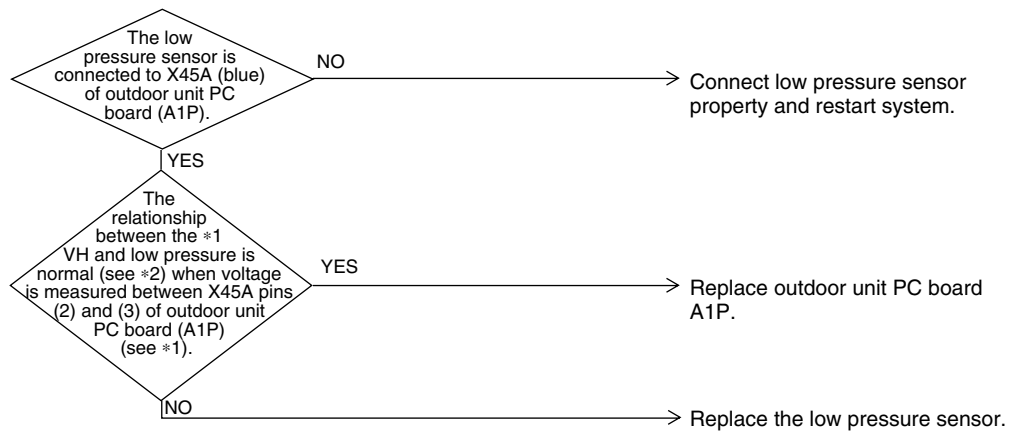 The low
pressure sensor is
connected to X45A (blue)
of outdoor unit PC
board (A1P).
NO
Connect low pressure sensor
property and restart system.
YES
The
relationship
between the *1
VH and low pressure is
normal (see *2) when voltage
is measured between X45A pins
(2) and (3) of outdoor unit
PC board (A1P)
(see *1).
YES
Replace outdoor unit PC board
A1P.
NO
Replace the low pressure sensor.